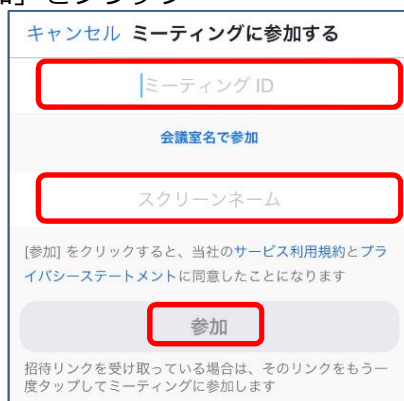 」をクリック
キャンセル ミーティングに参加する
ミーティング ID
会議室名で参加
スクリーンネーム
[参加] をクリックすると、当社のサービス利用規約とプラ
イバシーステートメントに同意したことになります
参加
招待リンクを受け取っている場合は、そのリンクをもう一
度タップしてミーティングに参加します